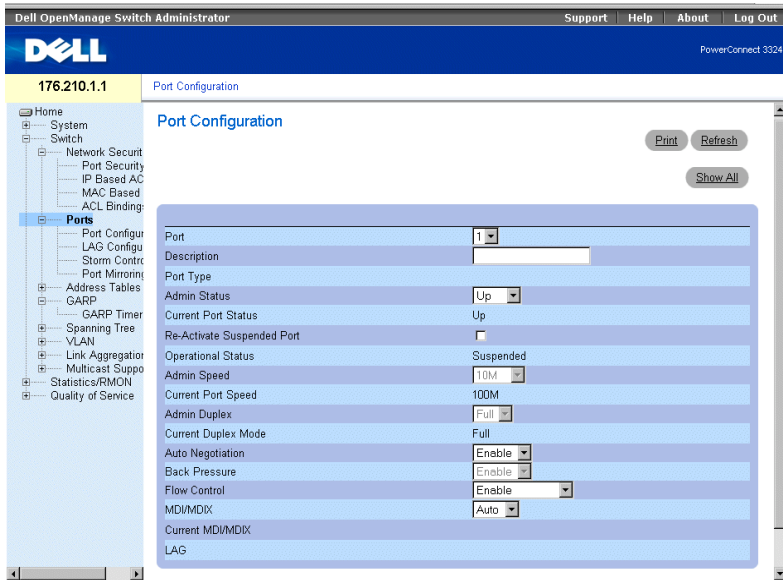 Dell OpenManage Switch Administrator
Support | Help | About | Log Out
DELL
PowerConnect 3324
176.210.1.1
Port Configuration
Home
System
Switch
Network Securit
Port Security
IP Based AC
MAC Based
ACL Binding
Ports
Port Configur
LAG Configu
Storm Contro
Port Mirroring
Address Tables
GARP
GARP Timer
Spanning Tree
VLAN
Link Aggregation
Multicast Suppo
Statistics/RMON
Quality of Service
Port Configuration
Print
Refresh
Show All
Port 1
Description
Port Type
Admin Status Up
Current Port Status Up
Re-Activate Suspended Port
Operational Status Suspended
Admin Speed 10M
Current Port Speed 100M
Admin Duplex Full
Current Duplex Mode Full
Auto Negotiation Enable
Back Pressure Enable
Flow Control Enable
MDI/MDIX Auto
Current MDI/MDIX
LAG